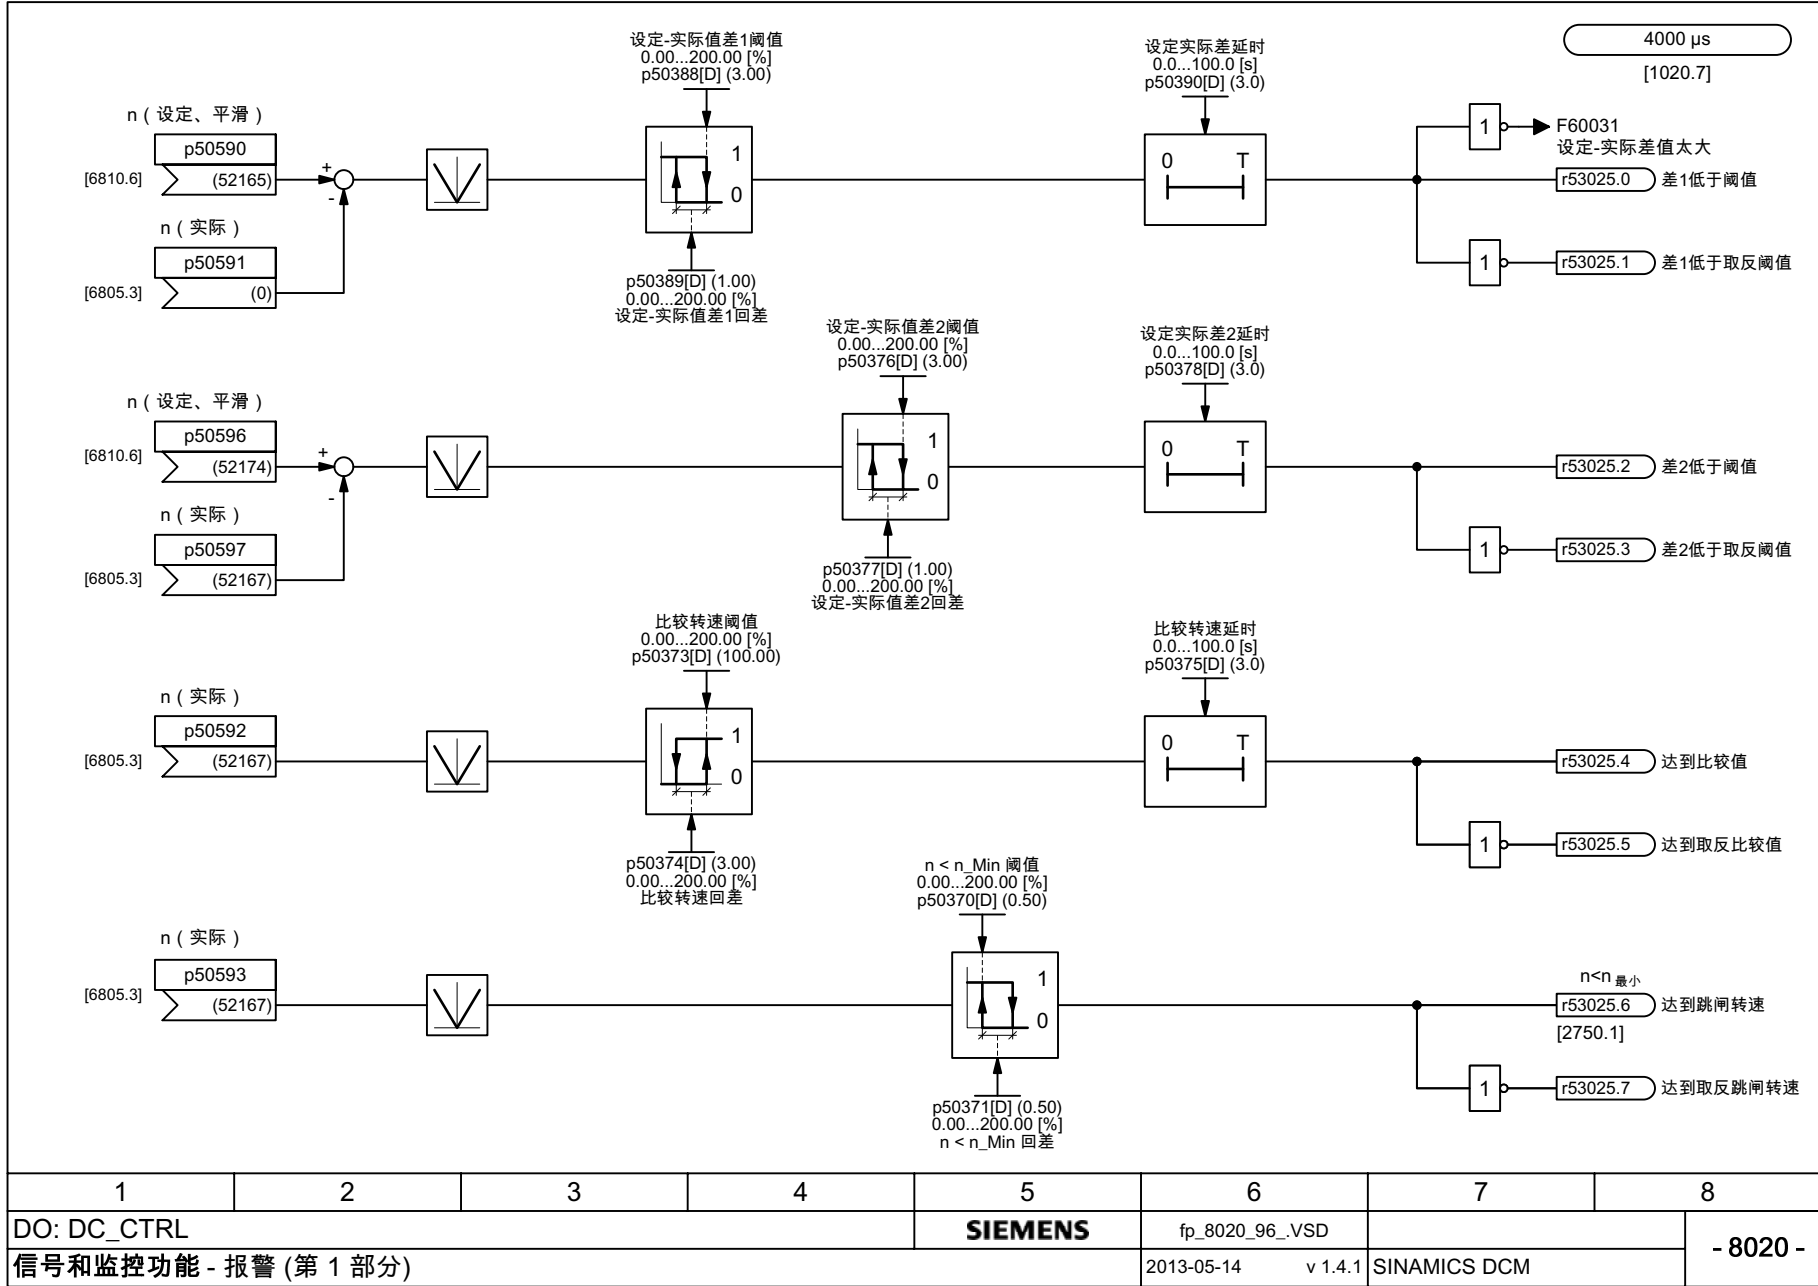 4000 µs
[1020.7]
设定-实际值差1阈值
0.00...200.00 [%]
p50388[D] (3.00)
设定实际差延时
0.0...100.0 [s]
p50390[D] (3.0)
n ( 设定、平滑 )
p50590
[6810.6]
(52165)
+
-
n ( 实际 )
p50591
[6805.3]
(0)
1
0
p50389[D] (1.00)
0.00...200.00 [%]
设定-实际值差1回差
0 T
1
F60031
设定-实际差值太大
r53025.0 差1低于阈值
1
r53025.1 差1低于取反阈值
设定-实际值差2阈值
0.00...200.00 [%]
p50376[D] (3.00)
设定实际差2延时
0.0...100.0 [s]
p50378[D] (3.0)
n ( 设定、平滑 )
p50596
[6810.6]
(52174)
+
-
n ( 实际 )
p50597
[6805.3]
(52167)
1
0
p50377[D] (1.00)
0.00...200.00 [%]
设定-实际值差2回差
0 T
r53025.2 差2低于阈值
1
r53025.3 差2低于取反阈值
比较转速阈值
0.00...200.00 [%]
p50373[D] (100.00)
比较转速延时
0.0...100.0 [s]
p50375[D] (3.0)
n ( 实际 )
p50592
[6805.3]
(52167)
1
0
p50374[D] (3.00)
0.00...200.00 [%]
比较转速回差
0 T
r53025.4 达到比较值
1
r53025.5 达到取反比较值
n < n_Min 阈值
0.00...200.00 [%]
p50370[D] (0.50)
n ( 实际 )
p50593
[6805.3]
(52167)
1
0
p50371[D] (0.50)
0.00...200.00 [%]
n < n_Min 回差
n<n 最小
r53025.6 达到跳闸转速
[2750.1]
1
r53025.7 达到取反跳闸转速
1 2 3 4 5 6 7 8
DO: DC_CTRL
SIEMENS
fp_8020_96_.VSD
- 8020 -
信号和监控功能 - 报警 (第 1 部分)
2013-05-14 v 1.4.1
SINAMICS DCM